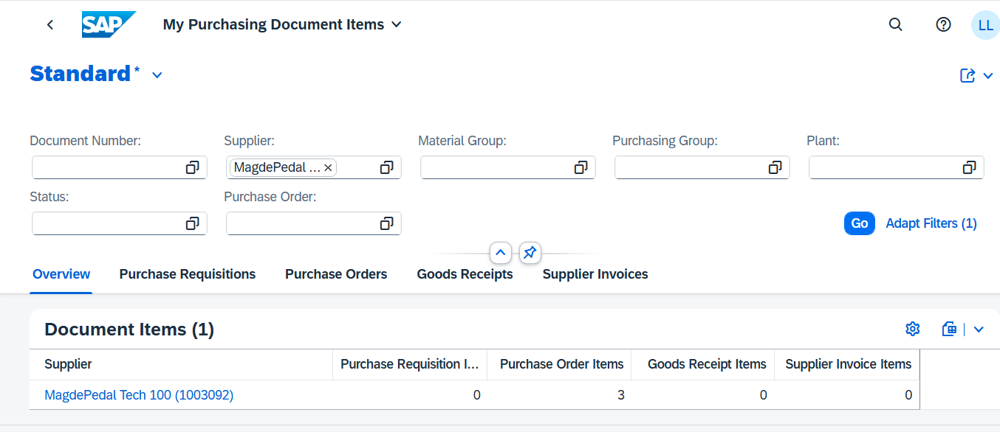 SAP My Purchasing Document Items LL
Standard *
Document Number: Supplier: Material Group: Purchasing Group: Plant:
MagdePedal ...
Status: Purchase Order:
Go Adapt Filters (1)
Overview Purchase Requisitions Purchase Orders Goods Receipts Supplier Invoices
Document Items (1)
Supplier Purchase Requisition I... Purchase Order Items Goods Receipt Items Supplier Invoice Items
MagdePedal Tech 100 (1003092) 0 3 0 0